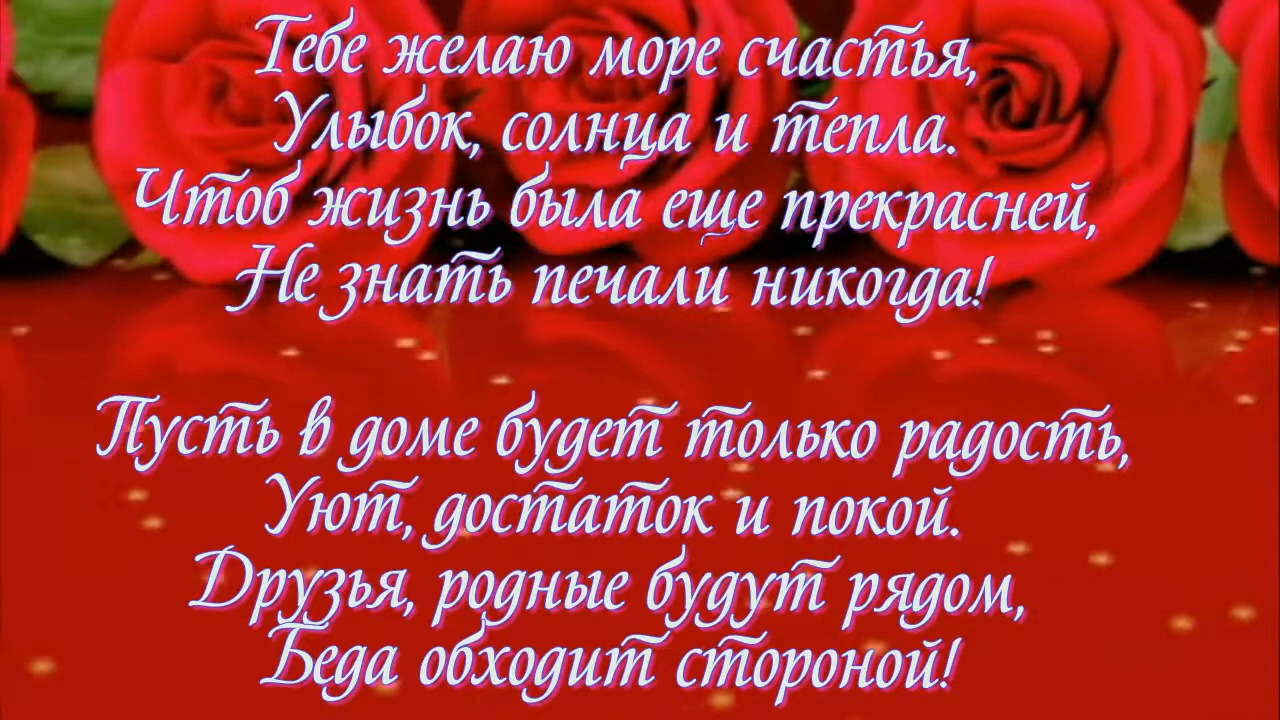 Тебе желаю море счастья,
Улыбок, солнца и тепла.
Чтоб жизнь была еще прекрасней,
Не знать печали никогда!
Пусть в доме будет только радость,
Уют, достаток и покой.
Друзья, родные будут рядом,
Беда обходит стороной!